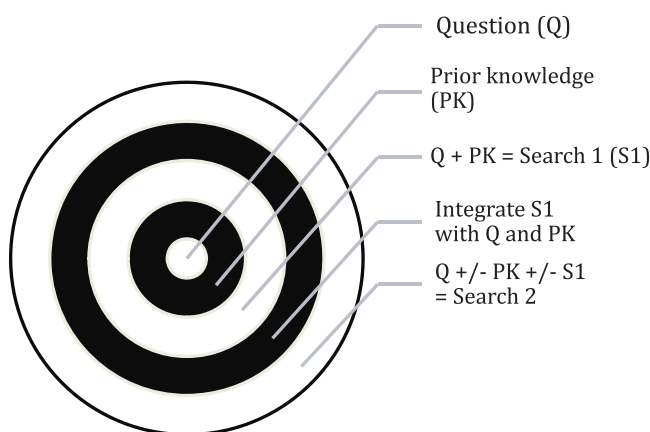 Question (Q)
Prior knowledge
(PK)
Q + PK = Search 1 (S1)
Integrate S1
with Q and PK
Q +/- PK +/- S1
= Search 2